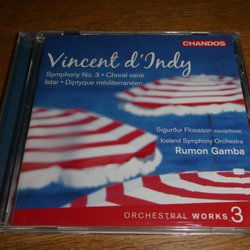 CHANDOS
Vincent d'Indy
Symphony No. 3 • Choral varié
Istar • Diptyque méditerranéen
Sigurður Flosason saxophone
Iceland Symphony Orchestra
Rumon Gamba
ORCHESTRAL WORKS 3